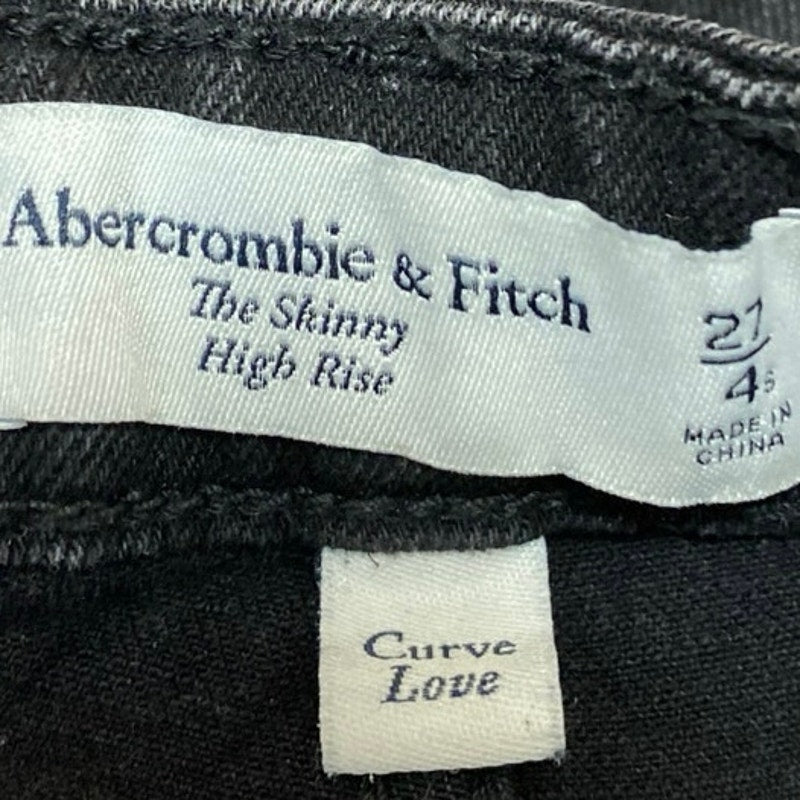 Abercrombie & Fitch
The Skinny
High Rise
27
4S
MADE IN
CHINA
Curve
Love